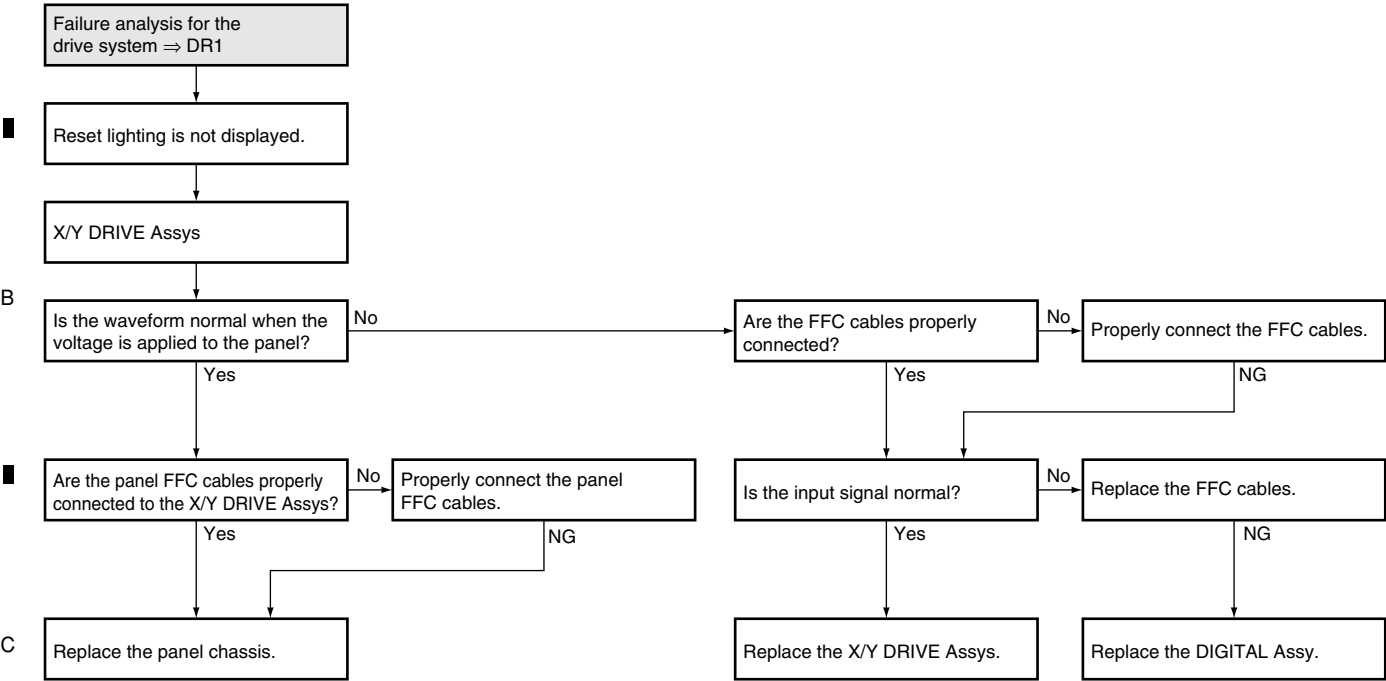 Failure analysis for the
drive system ⇒ DR1
Reset lighting is not displayed.
X/Y DRIVE Assys
B
Is the waveform normal when the
voltage is applied to the panel?
No
Yes
Are the FFC cables properly
connected?
No
Yes
Properly connect the FFC cables.
NG
Are the panel FFC cables properly
connected to the X/Y DRIVE Assys?
No
Yes
Properly connect the panel
FFC cables.
NG
Is the input signal normal?
No
Yes
Replace the FFC cables.
NG
C
Replace the panel chassis.
Replace the X/Y DRIVE Assys.
Replace the DIGITAL Assy.